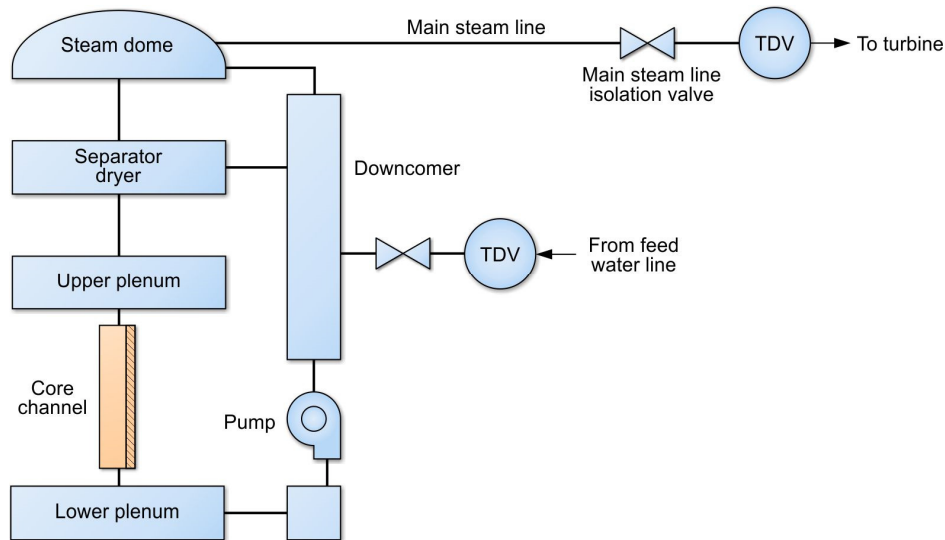 Steam dome
Main steam line
TDV
To turbine
Main steam line
isolation valve
Separator
dryer
Downcomer
TDV
From feed
water line
Upper plenum
Core
channel
Pump
Lower plenum